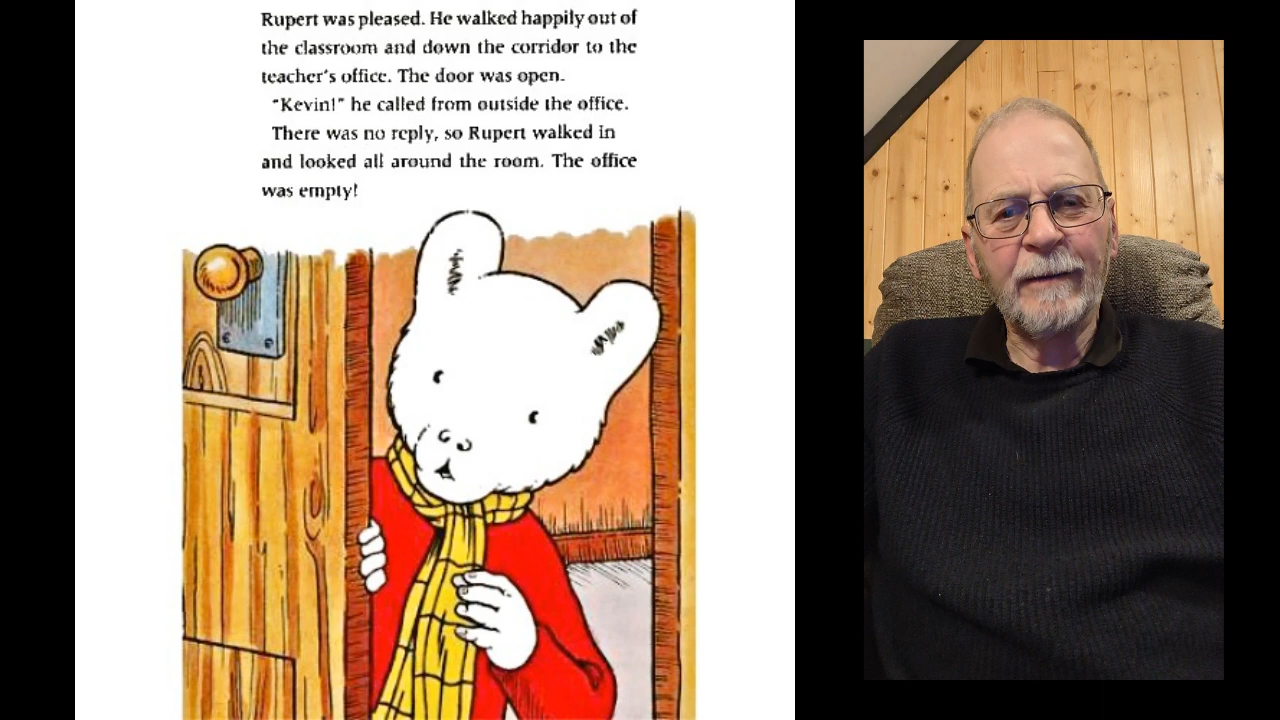 Rupert was pleased. He walked happily out of
the classroom and down the corridor to the
teacher's office. The door was open.
"Kevin!" he called from outside the office.
There was no reply, so Rupert walked in
and looked all around the room. The office
was empty!